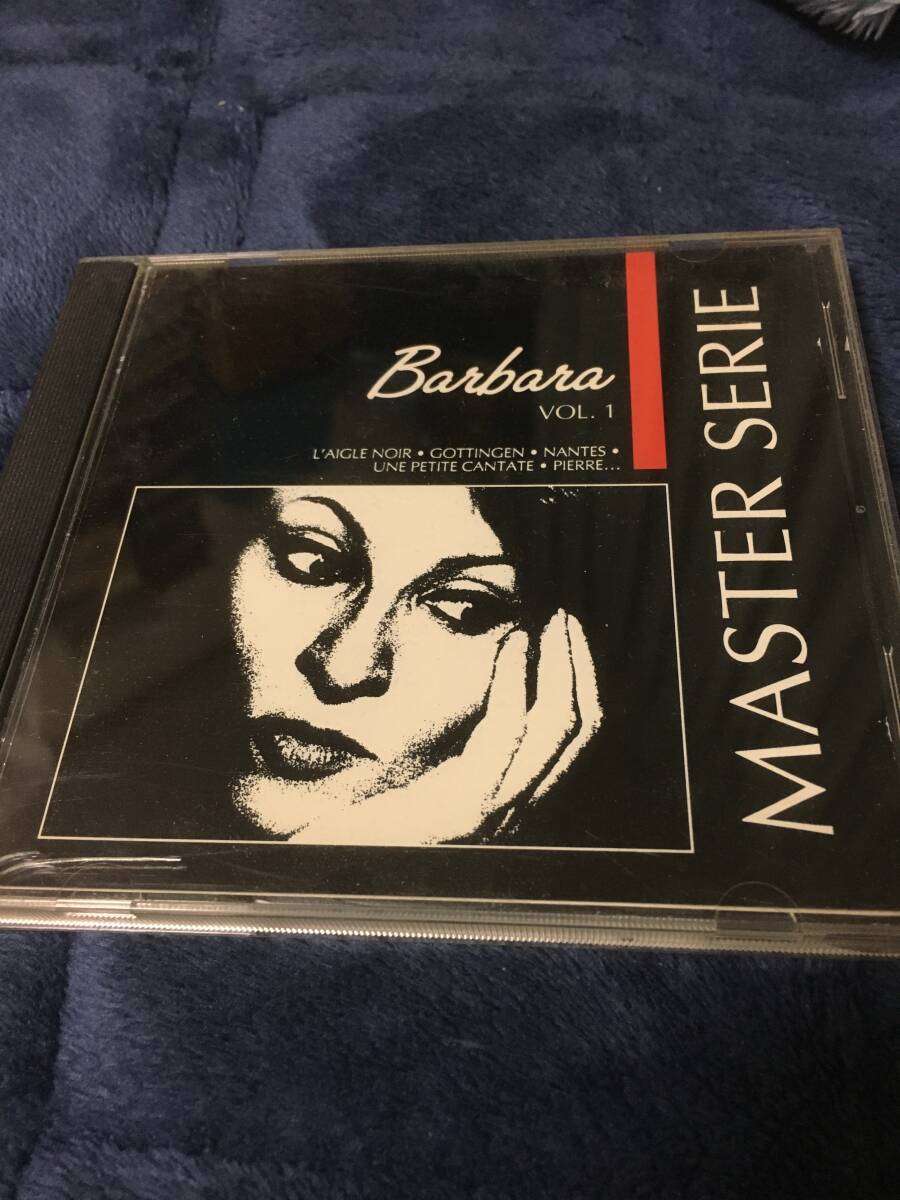 Barbara
VOL. 1
L'AIGLE NOIR • GOTTINGEN • NANTES •
UNE PETITE CANTATE • PIERRE...
MASTER SERIE